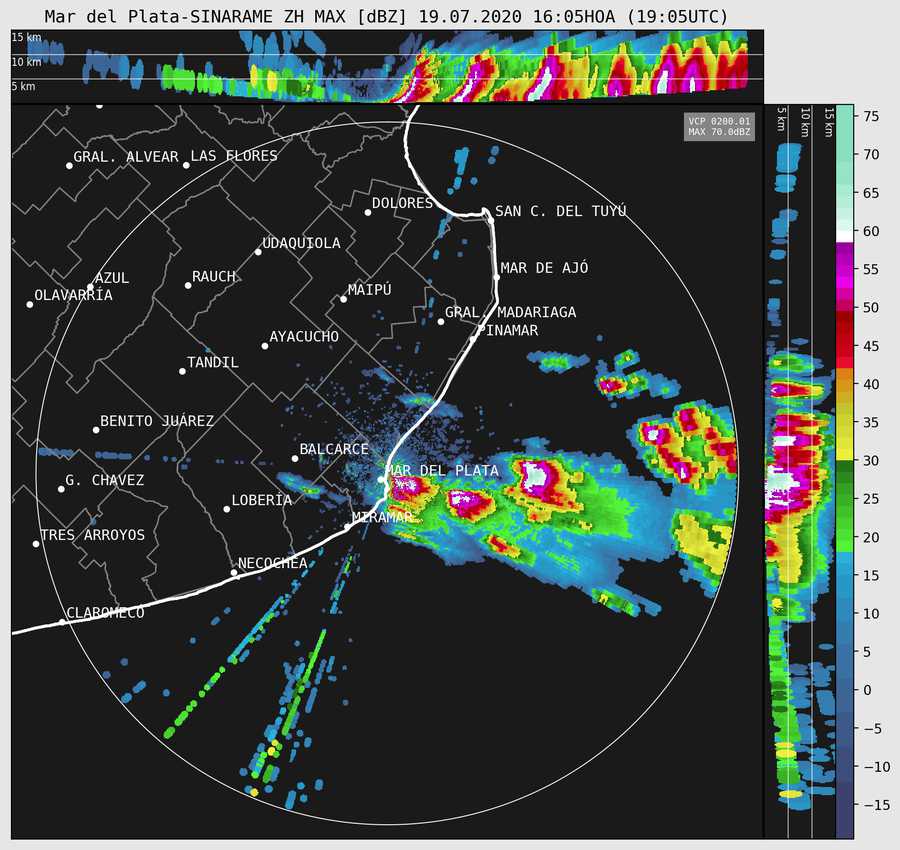 Mar del Plata-SINARAME ZH MAX [dBZ] 19.07.2020 16:05HOA (19:05UTC)
15 km
10 km
5 km
5 km
10 km
15 km
VCP 0200.01
MAX 70.0dBZ
GRAL. ALVEAR
LAS FLORES
DOLORES
SAN C. DEL TUYÚ
UDAQUIOLA
AZUL
RAUCH
MAR DE AJÓ
OLAVARRÍA
MAIPÚ
GRAL. MADARIAGA
AYACUCHO
PINAMAR
TANDIL
BENITO JUÁREZ
BALCARCE
MAR DEL PLATA
G. CHAVEZ
LOBERÍA
MIRAMAR
TRES ARROYOS
NECOCHEA
CLAROMECO
75
70
65
60
55
50
45
40
35
30
25
20
15
10
5
0
−5
−10
−15